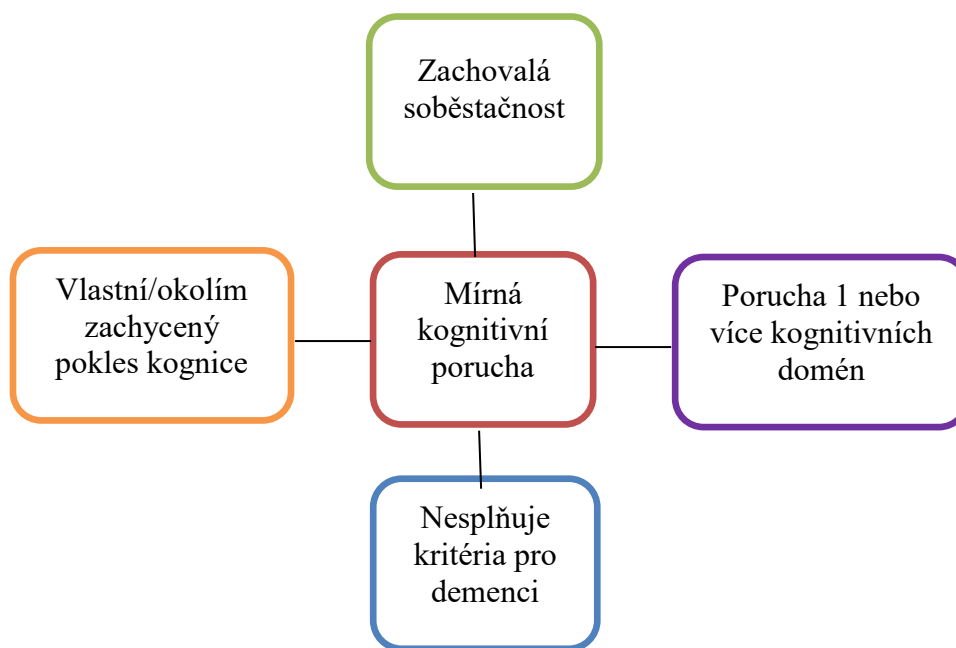 Zachovalá
soběstačnost
Vlastní/okolím
zachycený
pokles kognice
Mírná
kognitivní
porucha
Porucha 1 nebo
více kognitivních
domén
Nesplňuje
kritéria pro
demenci